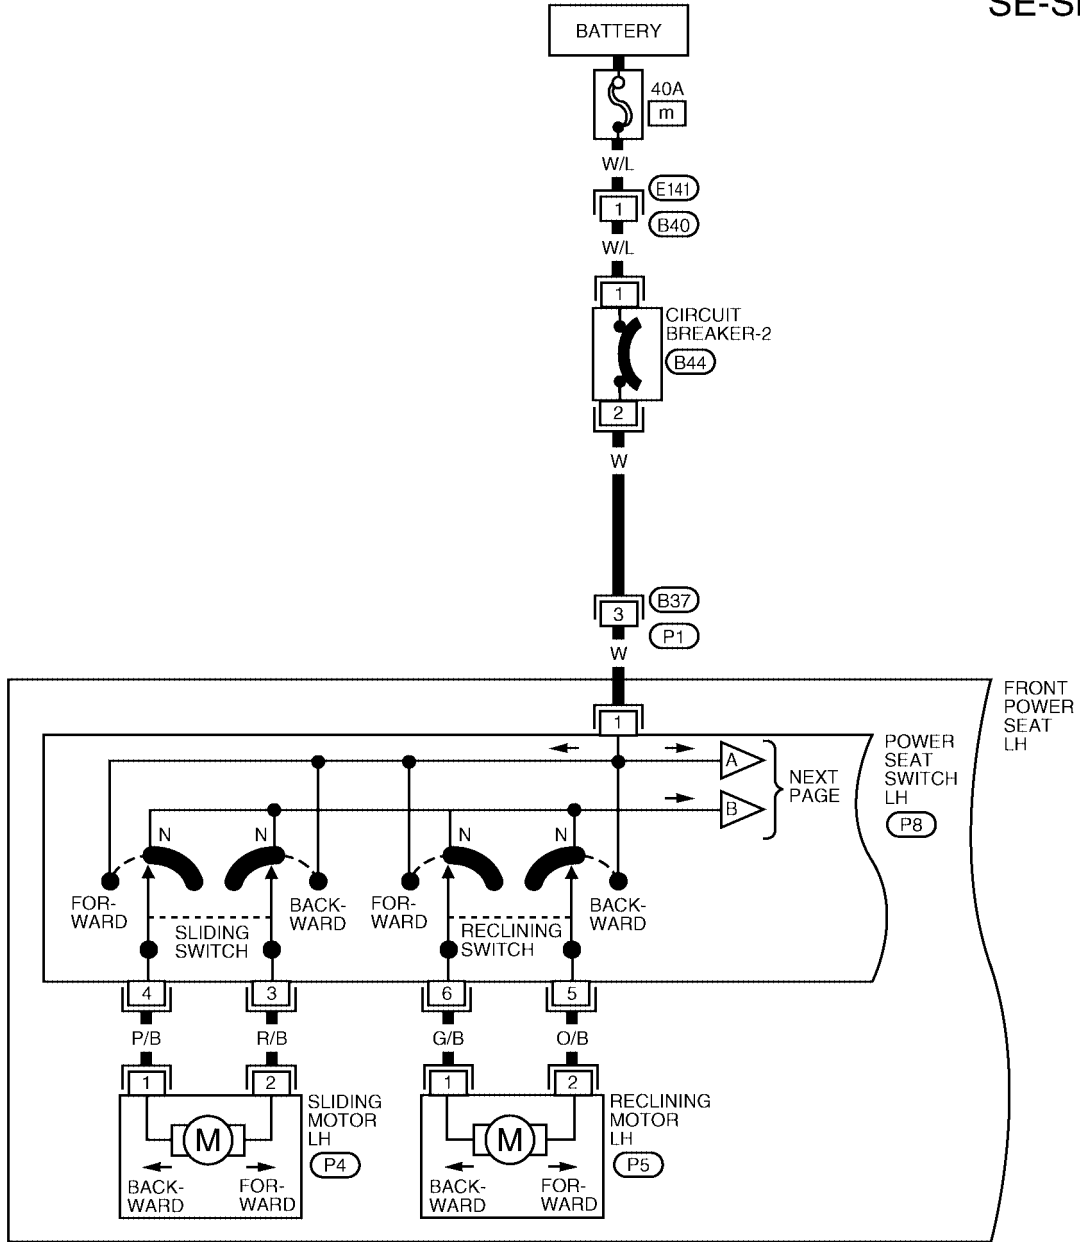 SE-S
BATTERY
40A
m
W/L
E141
1
B40
W/L
1
CIRCUIT
BREAKER-2
B44
2
W
B37
3
P1
W
FRONT
POWER
SEAT
LH
1
POWER
SEAT
SWITCH
LH
P8
A
B
NEXT
PAGE
N
N
N
N
FOR-
WARD
BACK-
WARD
FOR-
WARD
BACK-
WARD
SLIDING
SWITCH
RECLINING
SWITCH
4
3
6
5
P/B
R/B
G/B
O/B
1
2
1
2
SLIDING
MOTOR
LH
P4
RECLINING
MOTOR
LH
P5
M
M
BACK-
WARD
FOR-
WARD
BACK-
WARD
FOR-
WARD